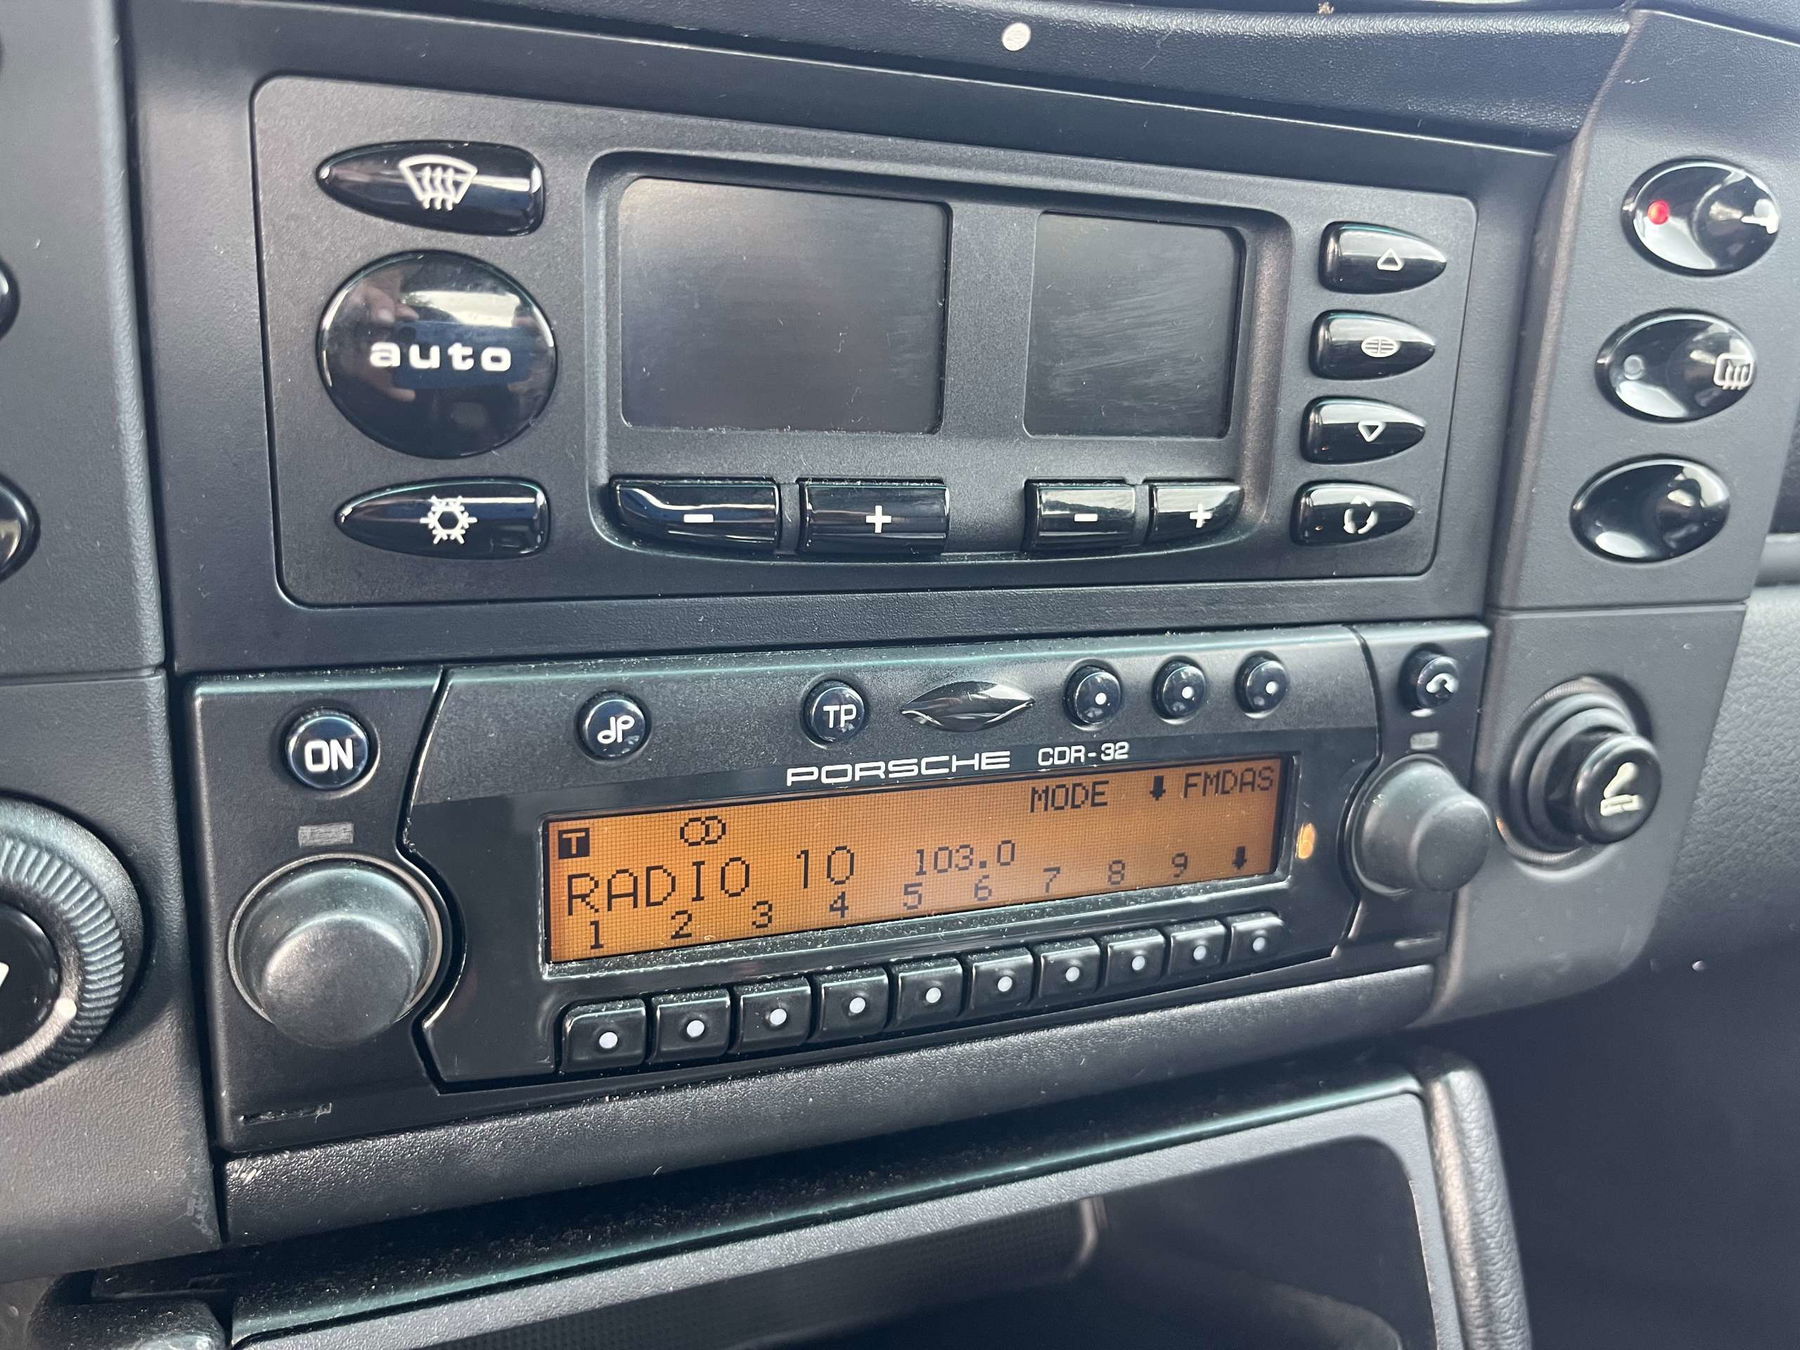 auto
- + - +
ON
TP
PORSCHE CDR-32
MODE FMDAS
T
RADIO 10 103.0
1 2 3 4 5 6 7 8 9